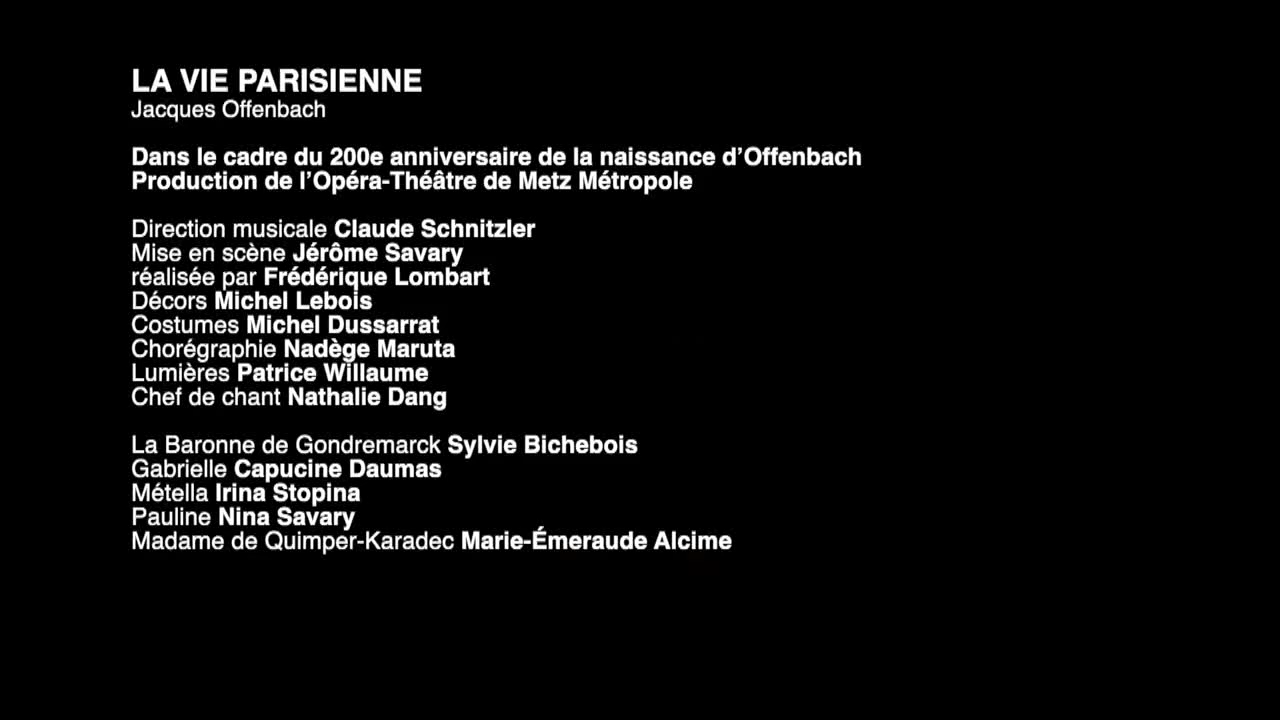 LA VIE PARISIENNE
Jacques Offenbach
Dans le cadre du 200e anniversaire de la naissance d’Offenbach
Production de l’Opéra-Théâtre de Metz Métropole
Direction musicale Claude Schnitzler
Mise en scène Jérôme Savary
réalisée par Frédérique Lombart
Décors Michel Lebois
Costumes Michel Dussarrat
Chorégraphie Nadège Maruta
Lumières Patrice Willaume
Chef de chant Nathalie Dang
La Baronne de Gondremarck Sylvie Bichebois
Gabrielle Capucine Daumas
Métella Irina Stopina
Pauline Nina Savary
Madame de Quimper-Karadec Marie-Émeraude Alcime